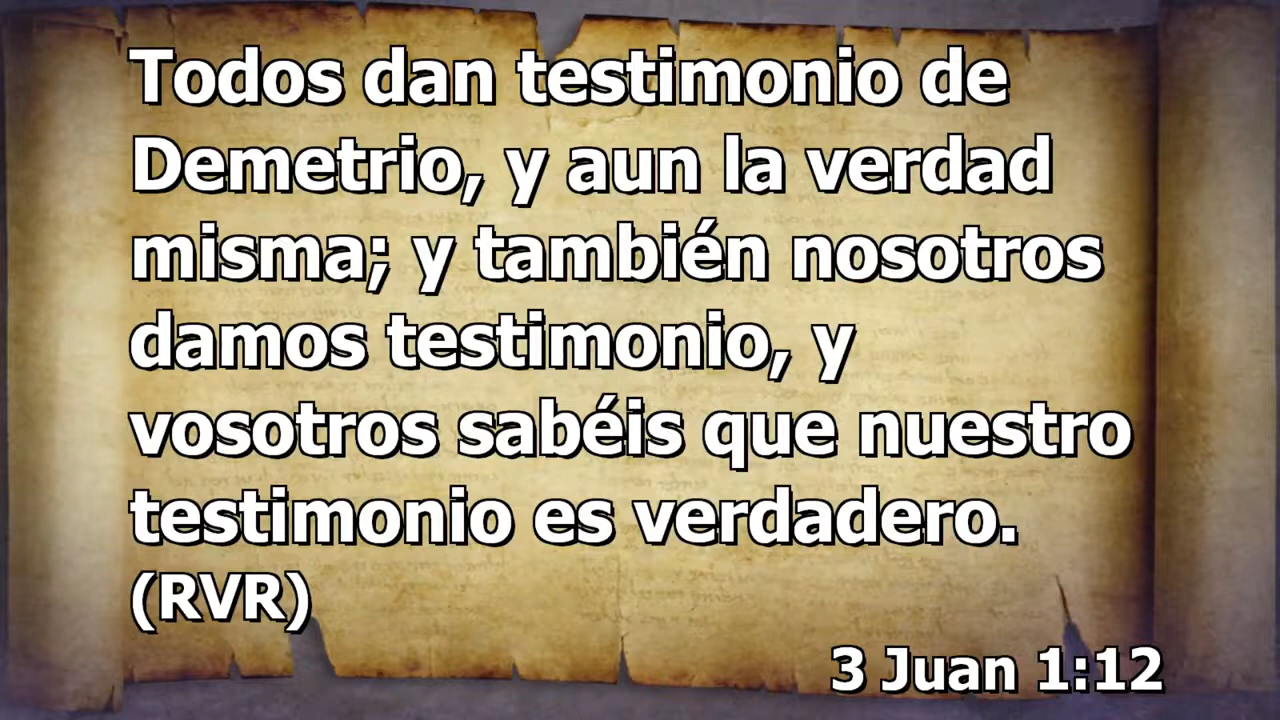 Todos dan testimonio de
Demetrio, y aun la verdad
misma; y también nosotros
damos testimonio, y
vosotros sabéis que nuestro
testimonio es verdadero.
(RVR)
3 Juan 1:12